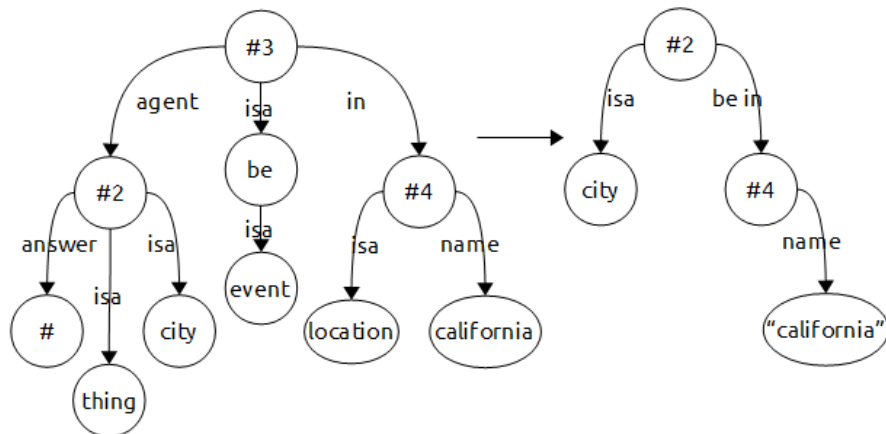 #3
#2
agent
isa
in
isa
be in
be
#2
#4
city
#4
answer
isa
isa
isa
name
name
isa
event
#
city
location
california
"california"
thing